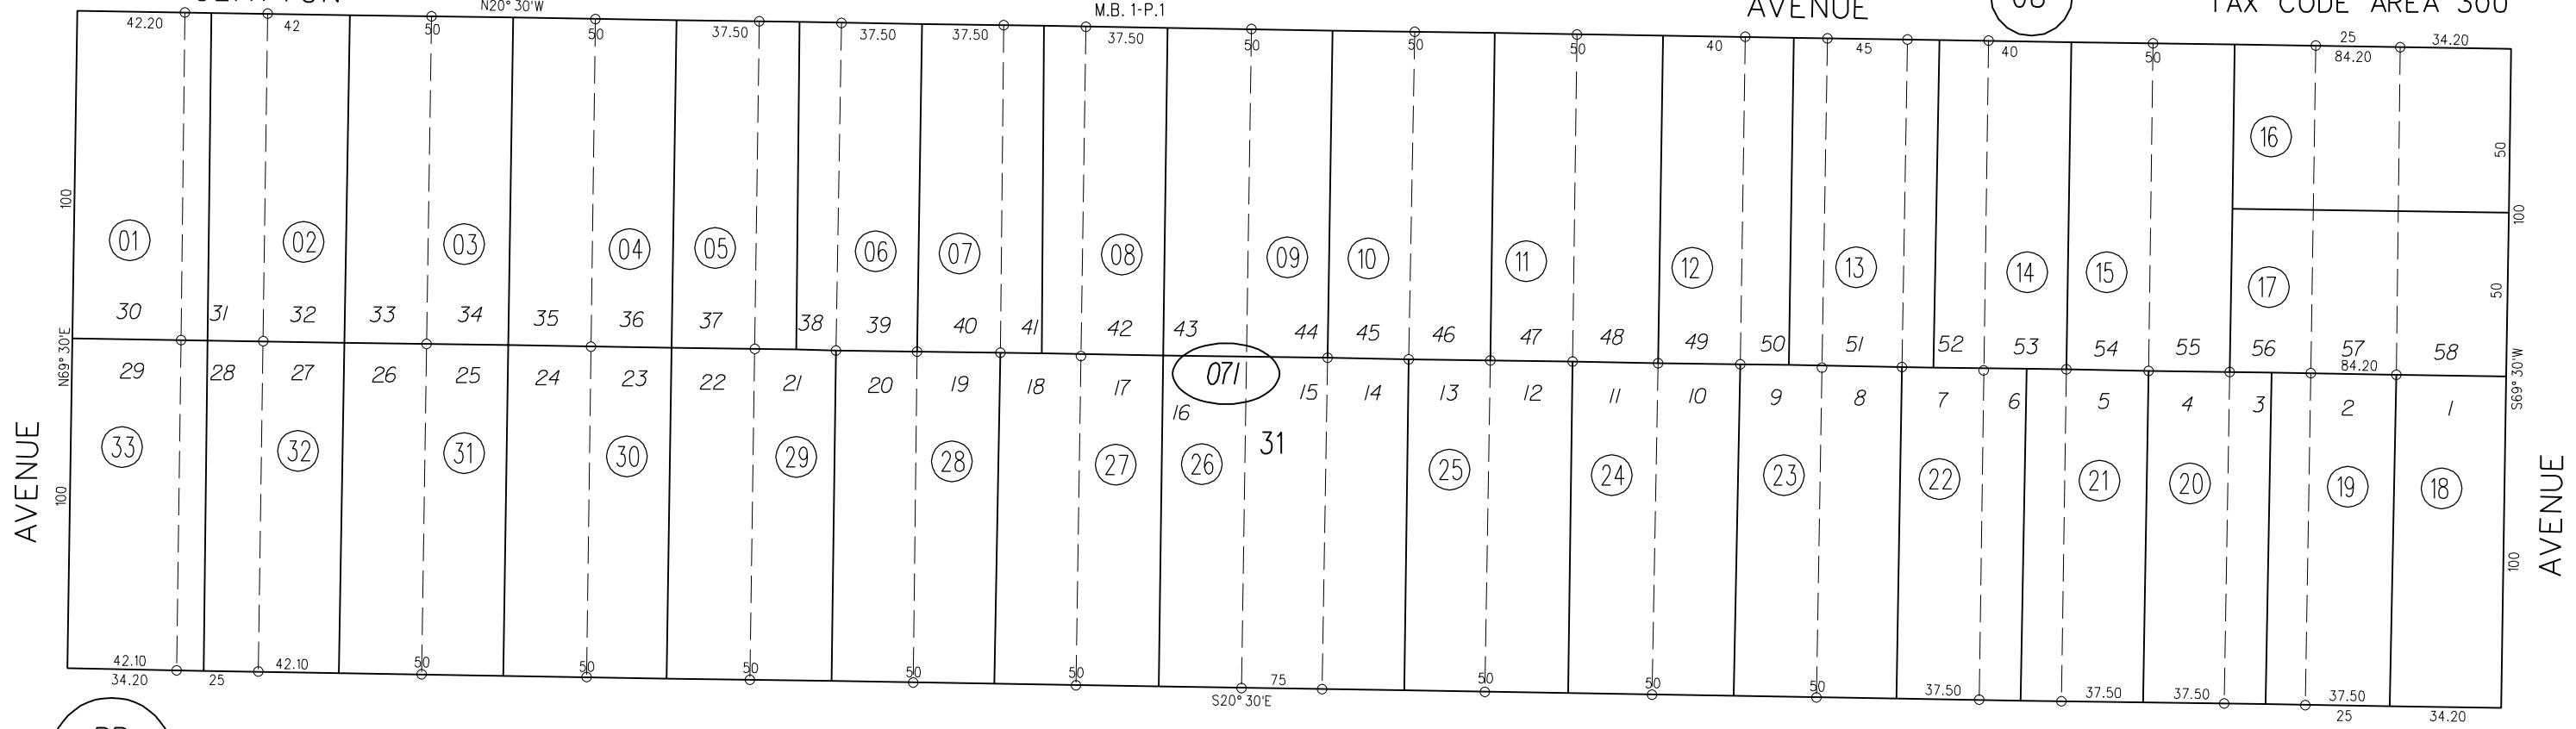 N20° 30'W
M.B. 1-P.1
AVENUE
TAX CODE AREA 300
42.20 42 50 50 37.50 37.50 37.50 37.50 50 50 50 40 45 40 50 25 34.20
84.20
16
50
100 100
01 02 03 04 05 06 07 08 09 10 11 12 13 14 15 17
50
30 31 32 33 34 35 36 37 38 39 40 41 42 43 44 45 46 47 48 49 50 51 52 53 54 55 56 57 58
N69° 30'E
84.20
S69° 30'W
071
29 28 27 26 25 24 23 22 21 20 19 18 17 16 15 14 13 12 11 10 9 8 7 6 5 4 3 2 1
31
AVENUE
33 32 31 30 29 28 27 26 25 24 23 22 21 20 19 18
AVENUE
100 100
42.10 42.10 50 50 50 50 50 75 50 50 50 37.50 37.50 37.50 37.50
34.20 25
S20° 30'E
25 34.20